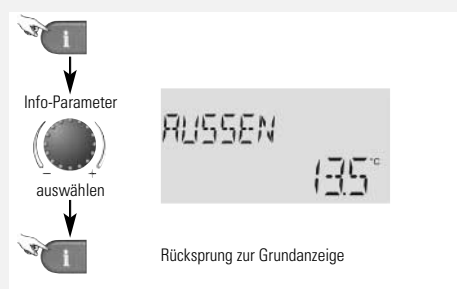 i
Info-Parameter
AUSSEN
13.5 °C
- +
auswählen
i
Rücksprung zur Grundanzeige